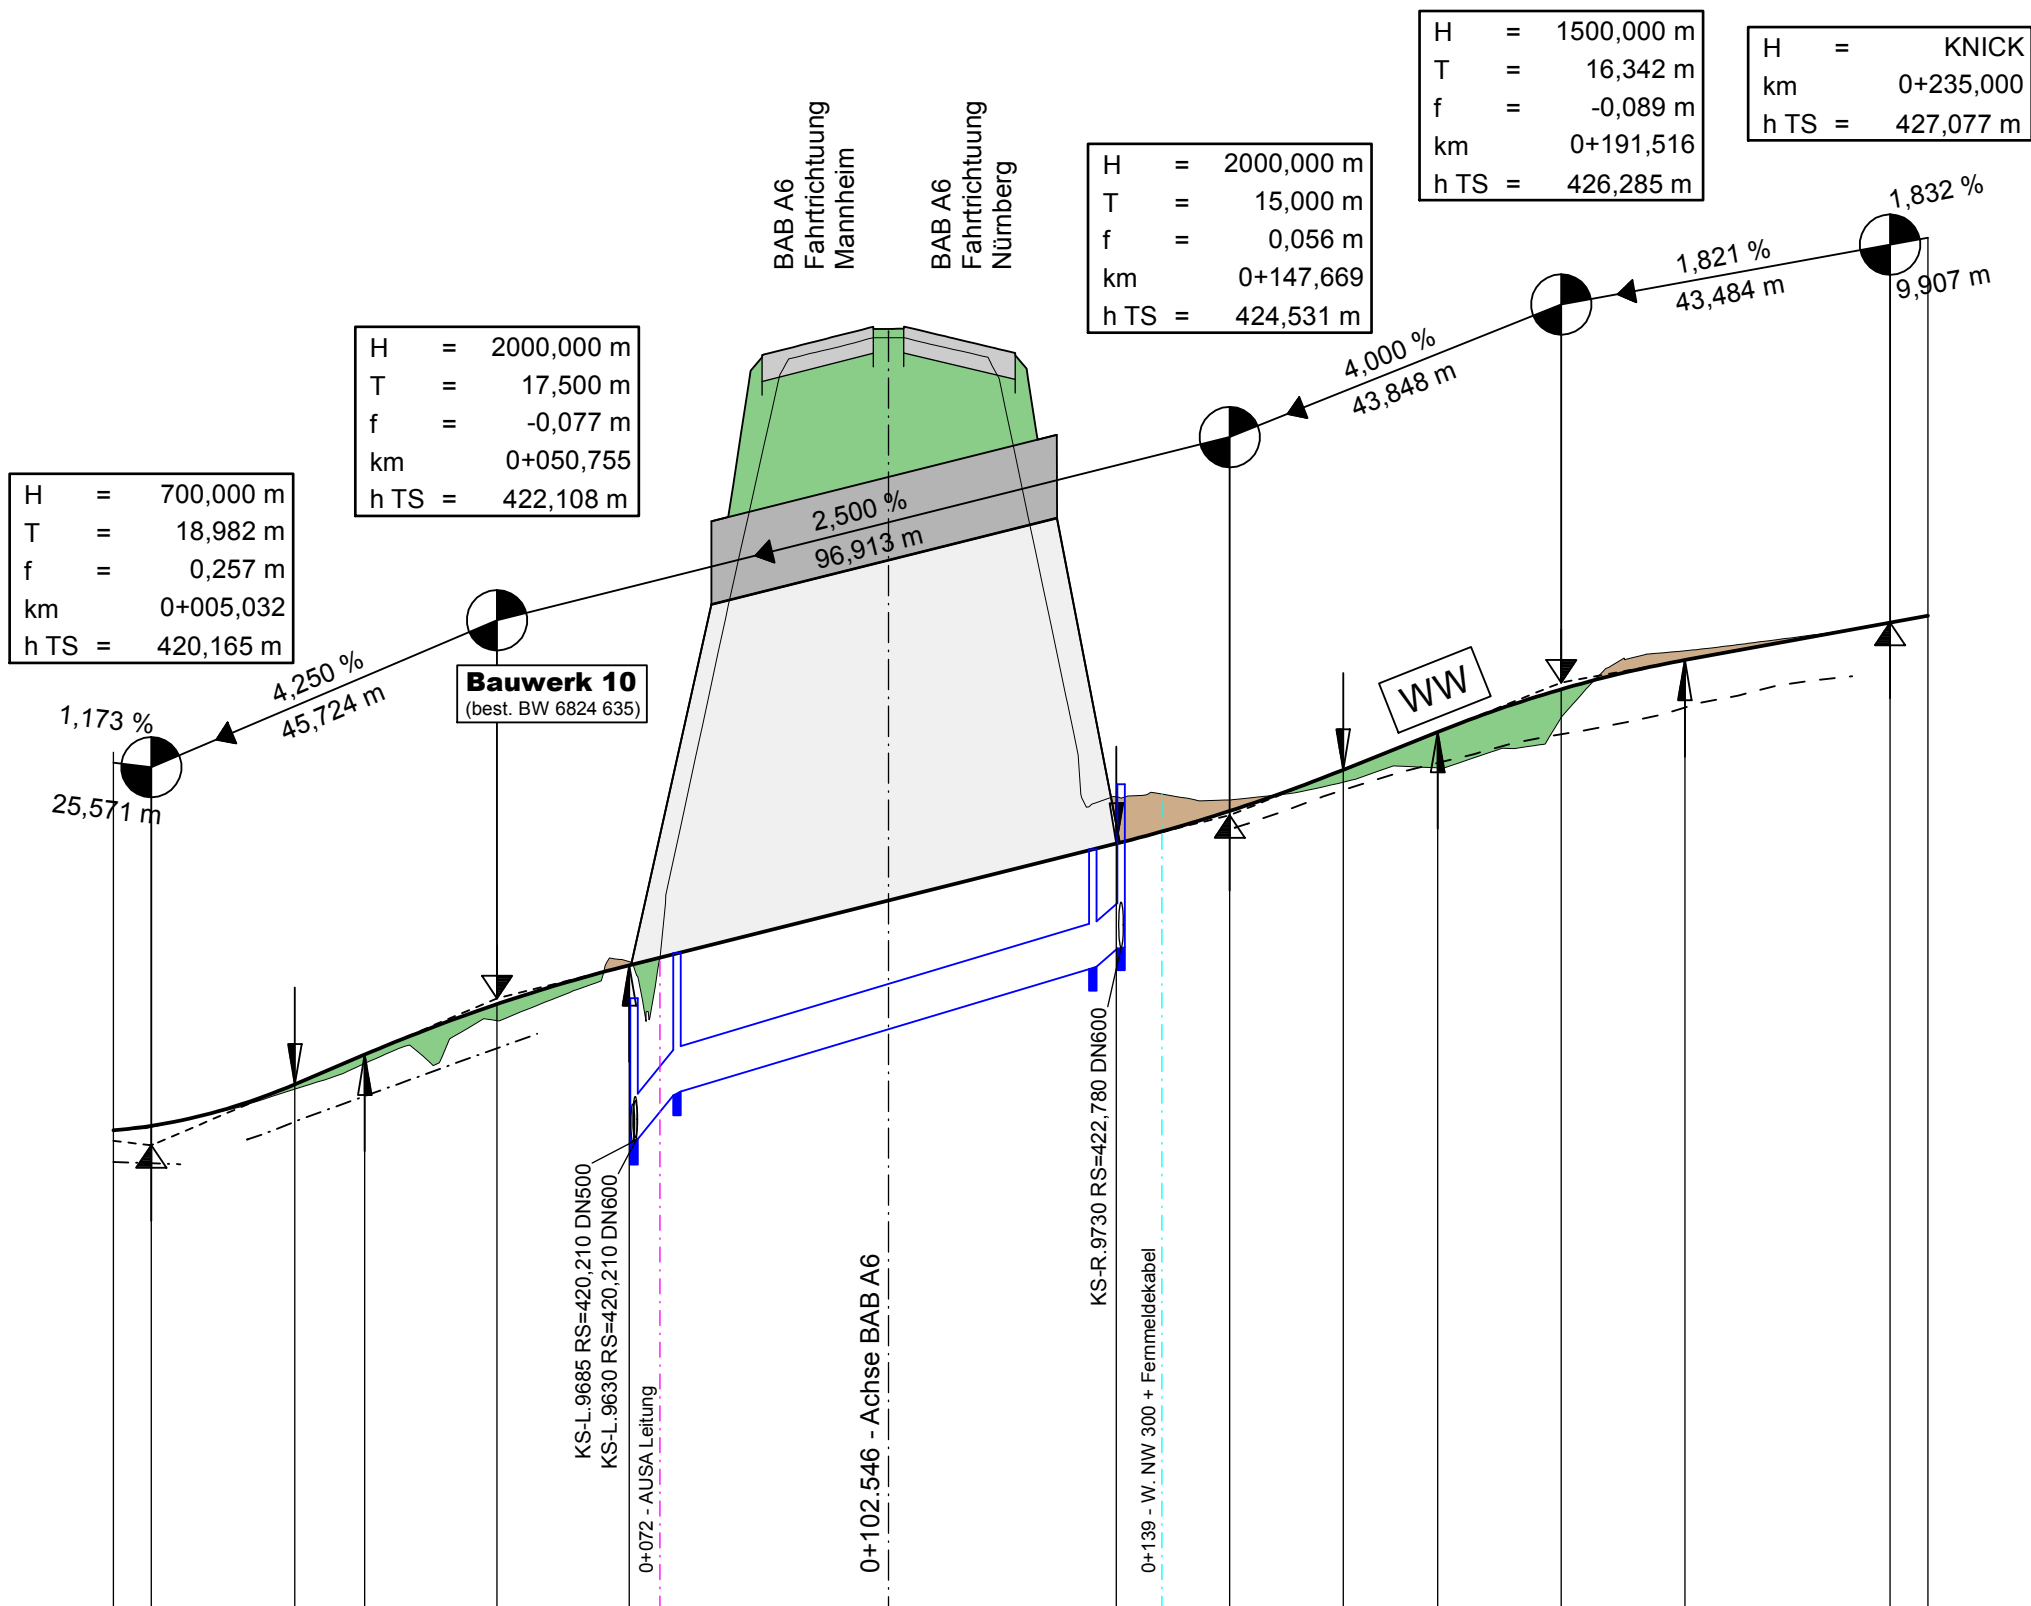 H = 1500,000 m
T = 16,342 m
f = -0,089 m
km 0+191,516
h TS = 426,285 m
H = KNICK
km 0+235,000
h TS = 427,077 m
BAB A6
Fahrtrichtuung
Mannheim
BAB A6
Fahrtrichtuung
Nürnberg
H = 2000,000 m
T = 15,000 m
f = 0,056 m
km 0+147,669
h TS = 424,531 m
1,832 %
9,907 m
1,821 %
43,484 m
4,000 %
43,848 m
H = 2000,000 m
T = 17,500 m
f = -0,077 m
km 0+050,755
h TS = 422,108 m
2,500 %
96,913 m
H = 700,000 m
T = 18,982 m
f = 0,257 m
km 0+005,032
h TS = 420,165 m
4,250 %
45,724 m
Bauwerk 10
(best. BW 6824 635)
1,173 %
25,571 m
WW
KS-L.9685 RS=420,210 DN500
KS-L.9630 RS=420,210 DN600
0+072 - AUSA Leitung
0+102.546 - Achse BAB A6
KS-R.9730 RS=422,780 DN600
0+139 - W. NW 300 + Fernmeldekabel